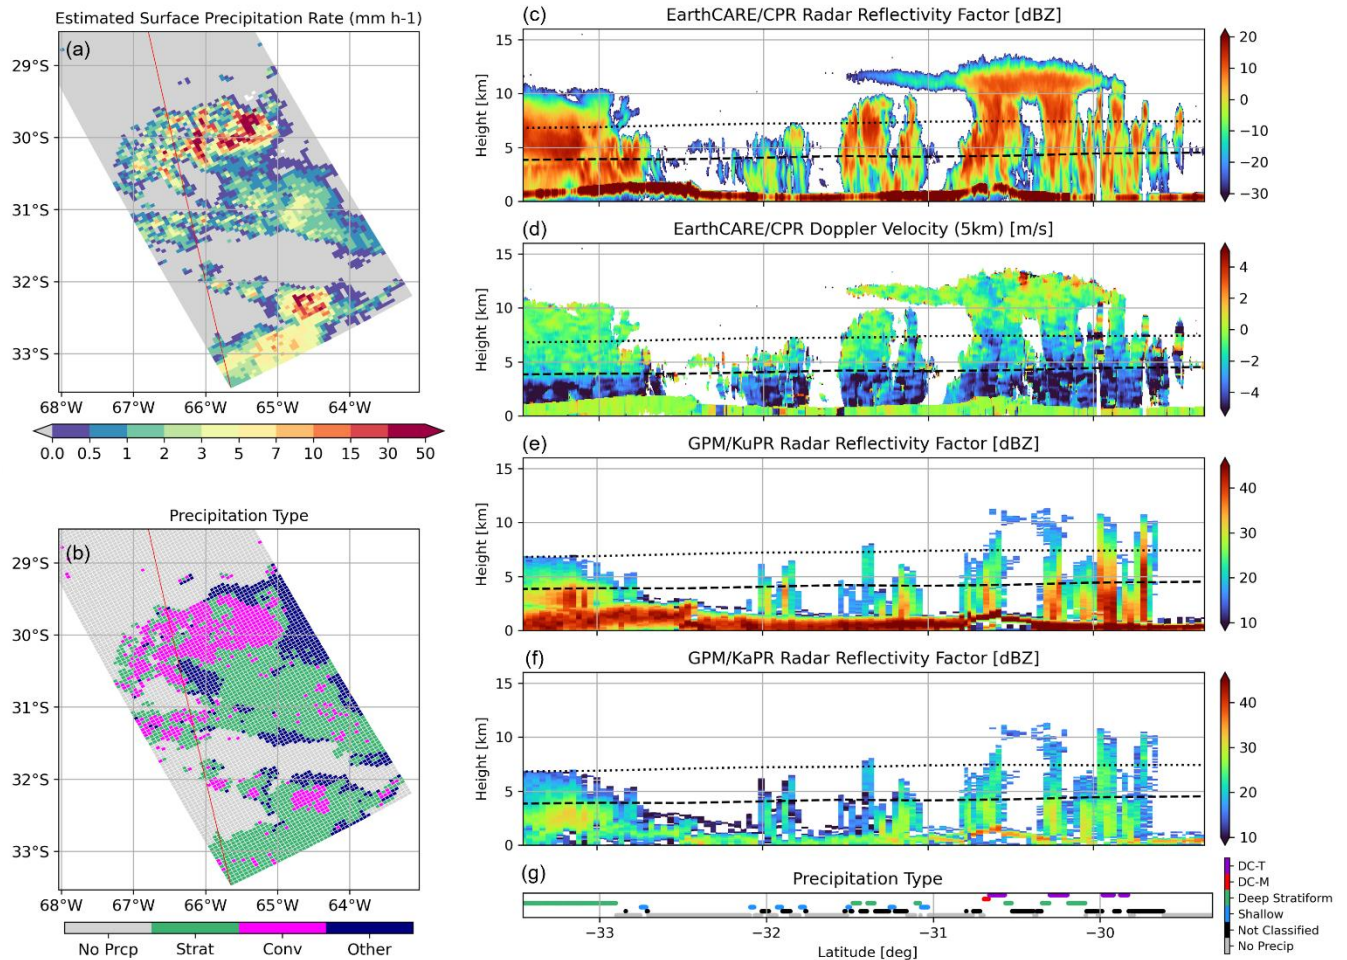 Estimated Surface Precipitation Rate (mm h-1)
(a)
29°S
30°S
31°S
32°S
33°S
68°W 67°W 66°W 65°W 64°W
0.0 0.5 1 2 3 5 7 10 15 30 50
Precipitation Type
(b)
29°S
30°S
31°S
32°S
33°S
68°W 67°W 66°W 65°W 64°W
No Prcp Strat Conv Other
(c) EarthCARE/CPR Radar Reflectivity Factor [dBZ]
Height [km]
15
10
5
0
20
10
0
−10
−20
−30
(d) EarthCARE/CPR Doppler Velocity (5km) [m/s]
Height [km]
15
10
5
0
4
2
0
−2
−4
(e) GPM/KuPR Radar Reflectivity Factor [dBZ]
Height [km]
15
10
5
0
40
30
20
10
(f) GPM/KaPR Radar Reflectivity Factor [dBZ]
Height [km]
15
10
5
0
40
30
20
10
(g) Precipitation Type
DC-T
DC-M
Deep Stratiform
Shallow
Not Classified
No Precip
−33 −32 −31 −30
Latitude [deg]